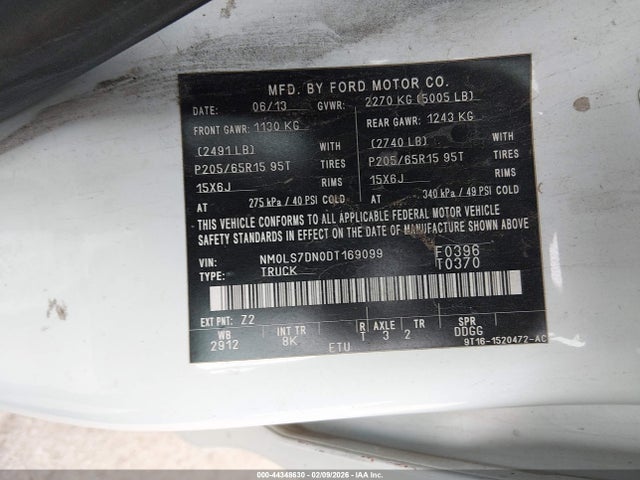 MFD. BY FORD MOTOR CO.
DATE: 06/13 GVWR: 2270 KG (5005 LB)
FRONT GAWR: 1130 KG REAR GAWR: 1243 KG
(2491 LB) WITH (2740 LB) WITH
P205/65R15 95T TIRES P205/65R15 95T TIRES
15X6J RIMS 15X6J RIMS
AT 275 kPa / 40 PSI COLD AT 340 kPa / 49 PSI COLD
THIS VEHICLE CONFORMS TO ALL APPLICABLE FEDERAL MOTOR VEHICLE
SAFETY STANDARDS IN EFFECT ON THE DATE OF MANUFACTURE SHOWN ABOVE.
VIN: NM0LS7DN0DT169099 F0396
TYPE: TRUCK T0370
EXT PNT: Z2
WB INT TR R AXLE TR SPR
2912 8K T 3 2 DDGG
ETU 9T16-1520472-AC
000-44349630 - 02/09/2026 - IAAI.COM